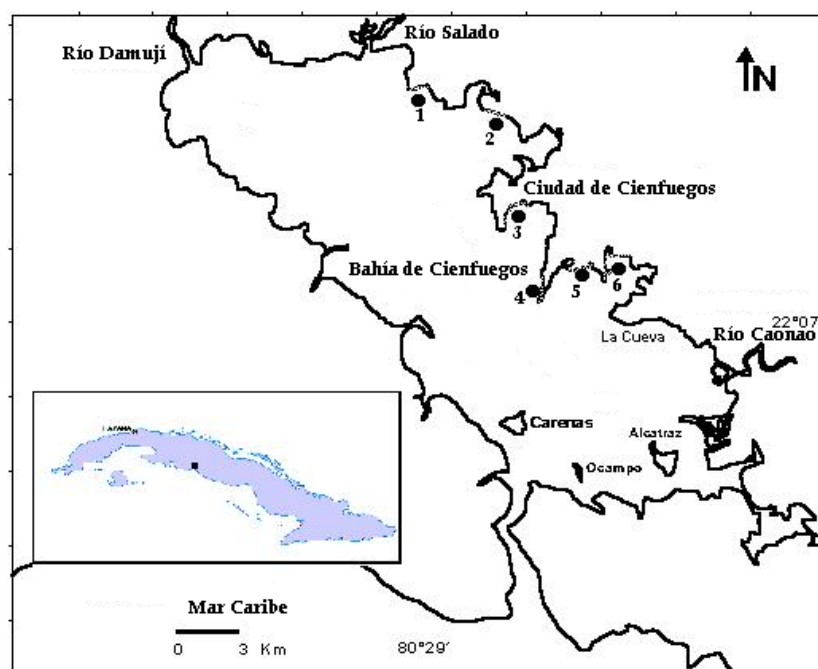 Río Salado
Río Damují
N
1
2
Ciudad de Cienfuegos
3
Bahía de Cienfuegos
4
5
6
22°07
La Cueva
Río Caonao
Carenas
Alcatraz
Ocampo
Mar Caribe
0 3 Km
80°29'